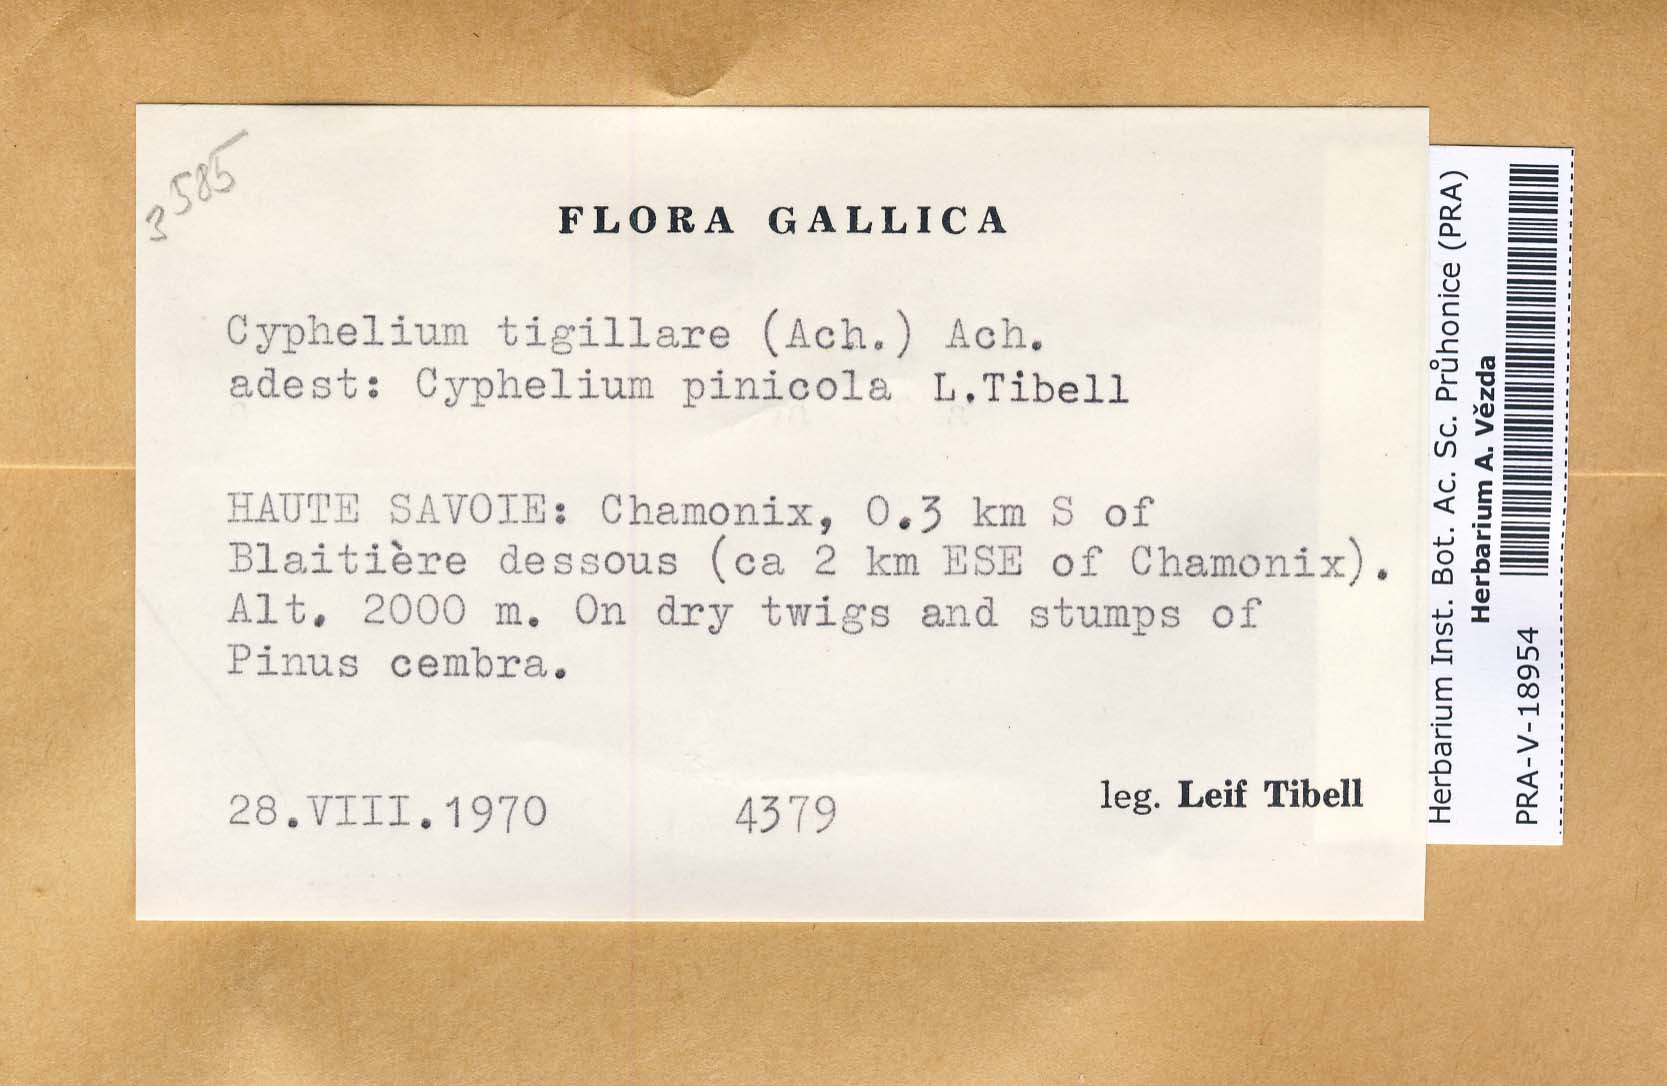 3585
FLORA GALLICA
Cyphelium tigillare (Ach.) Ach.
adest: Cyphelium pinicola L.Tibell
HAUTE SAVOIE: Chamonix, 0.3 km S of
Blaitière dessous (ca 2 km ESE of Chamonix).
Alt. 2000 m. On dry twigs and stumps of
Pinus cembra.
28.VIII.1970 4379 leg. Leif Tibell
Herbarium Inst. Bot. Ac. Sc. Průhonice (PRA)
Herbarium A. Vězda
PRA-V-18954